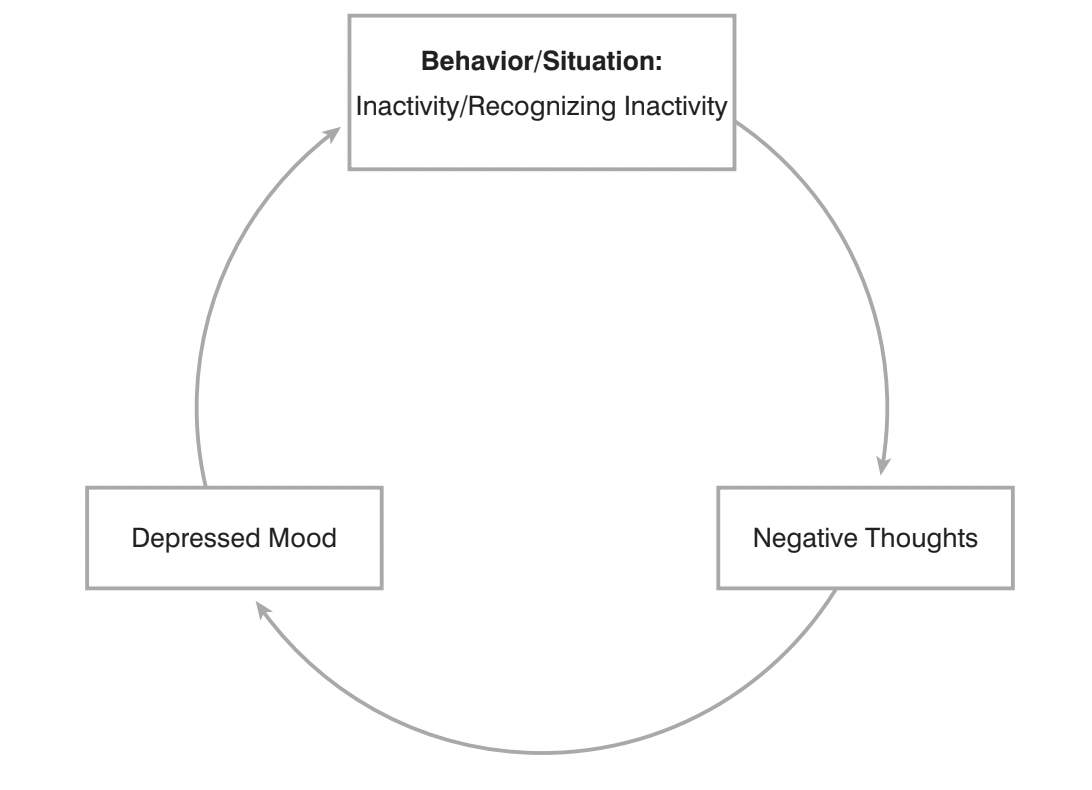 Behavior/Situation:
Inactivity/Recognizing Inactivity
Depressed Mood
Negative Thoughts